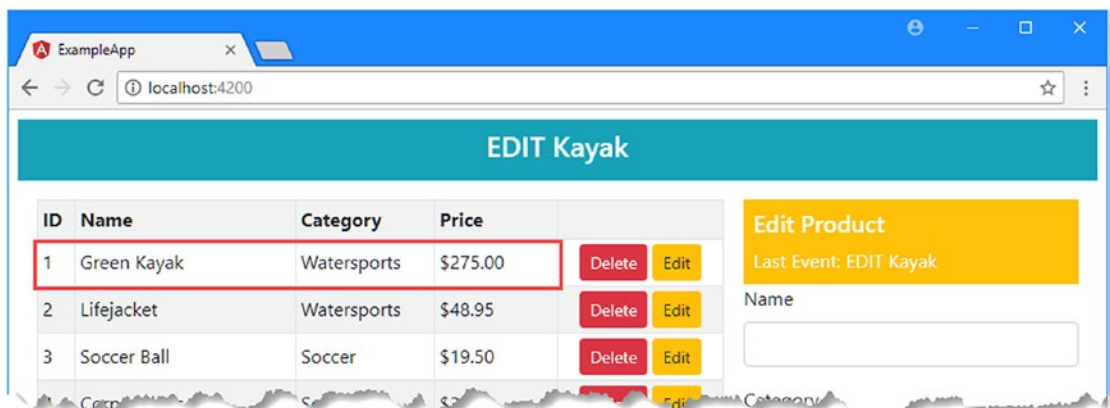 ExampleApp
localhost:4200
EDIT Kayak
ID Name Category Price
1 Green Kayak Watersports $275.00 Delete Edit
2 Lifejacket Watersports $48.95 Delete Edit
3 Soccer Ball Soccer $19.50 Delete Edit
Edit Product
Last Event: EDIT Kayak
Name
Category